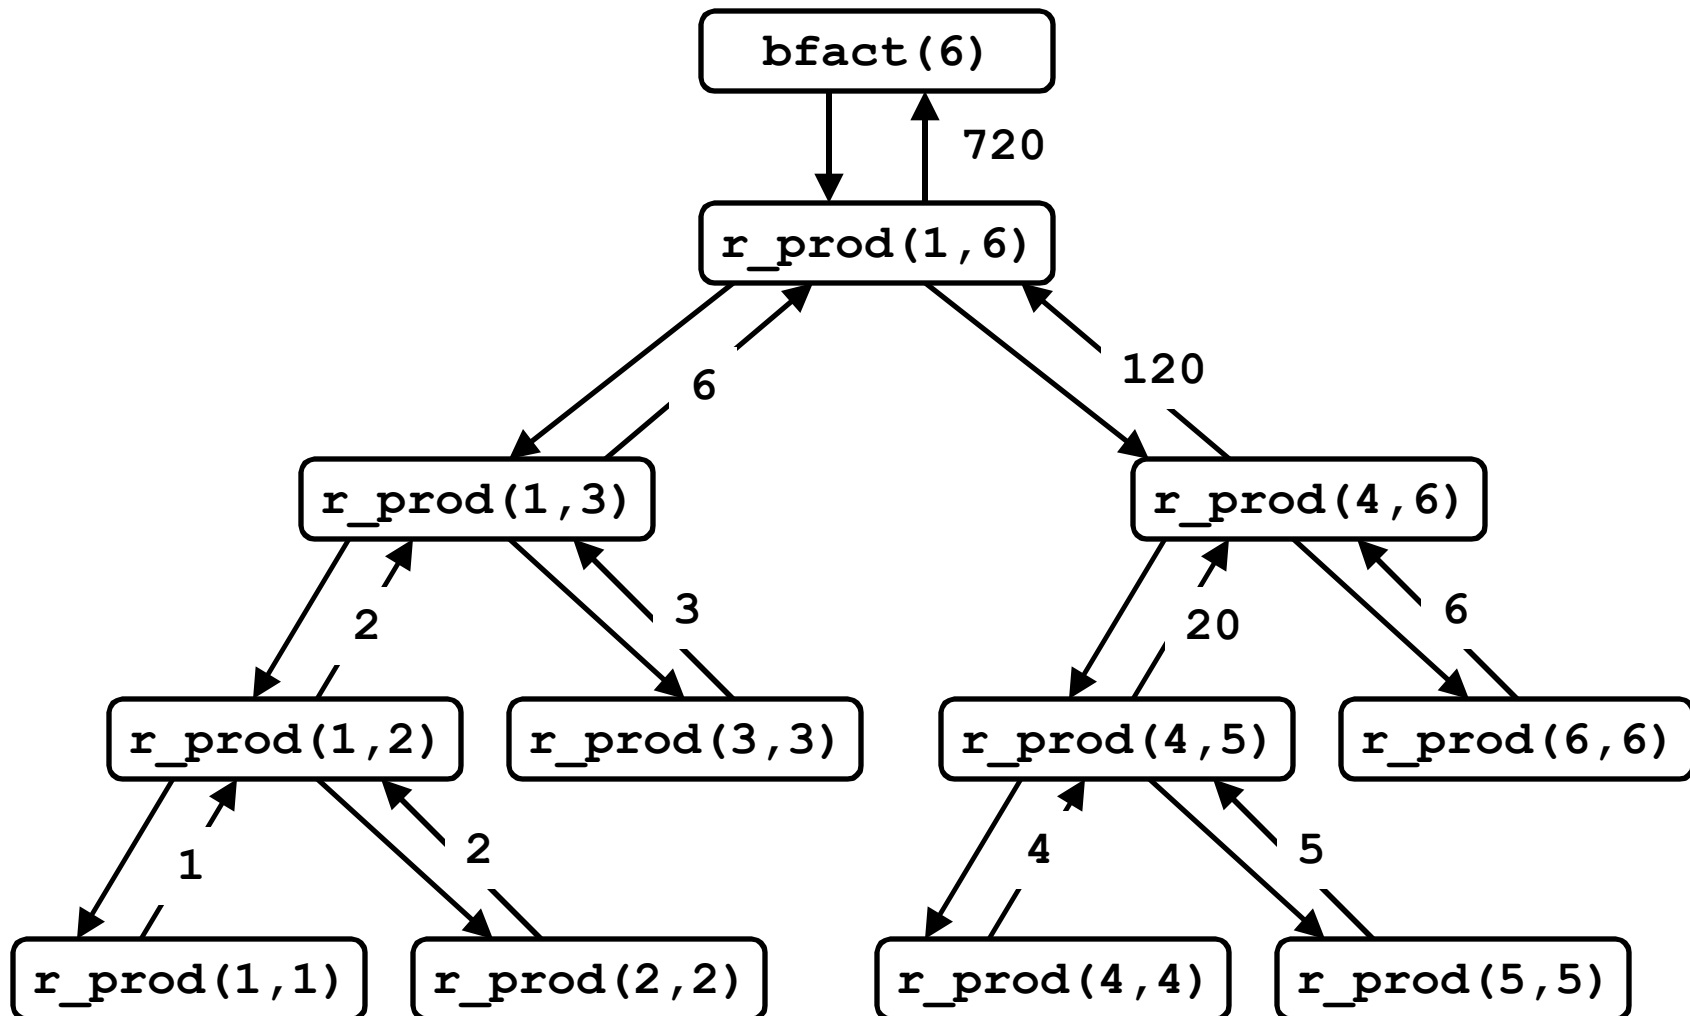 bfact(6)
720
r_prod(1,6)
6
120
r_prod(1,3)
r_prod(4,6)
2
3
20
6
r_prod(1,2)
r_prod(3,3)
r_prod(4,5)
r_prod(6,6)
1
2
4
5
r_prod(1,1)
r_prod(2,2)
r_prod(4,4)
r_prod(5,5)